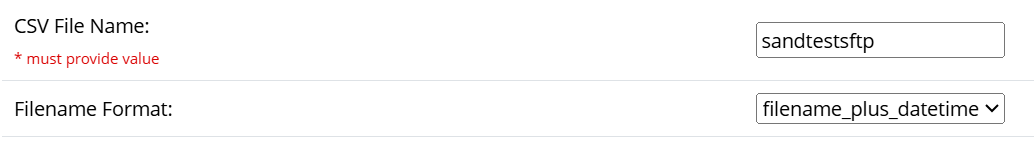 CSV File Name:
* must provide value
sandtestsftp
Filename Format:
filename_plus_datetime